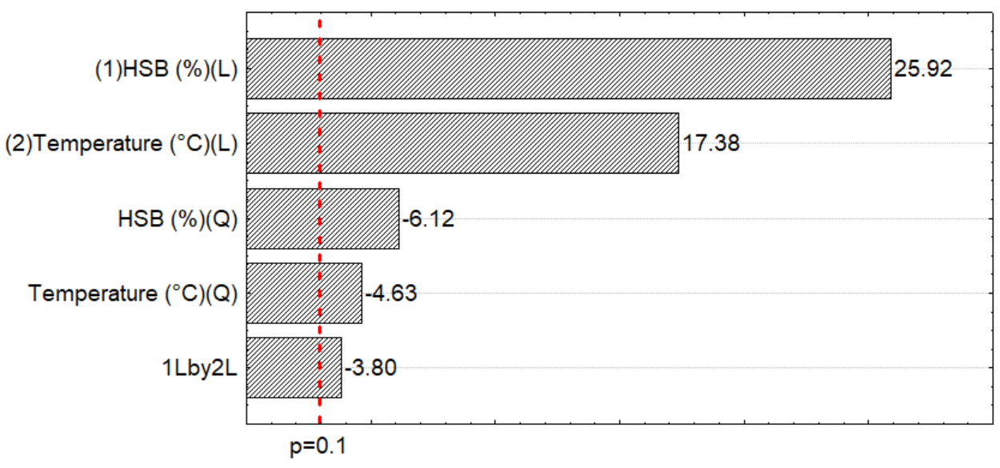 (1)HSB (%)(L)
25.92
(2)Temperature (°C)(L)
17.38
HSB (%)(Q)
-6.12
Temperature (°C)(Q)
-4.63
1Lby2L
-3.80
p=0.1